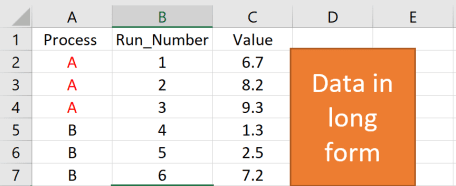 A B C D E
1 Process Run_Number Value
2 A 1 6.7
3 A 2 8.2
4 A 3 9.3
5 B 4 1.3
6 B 5 2.5
7 B 6 7.2
Data in
long
form